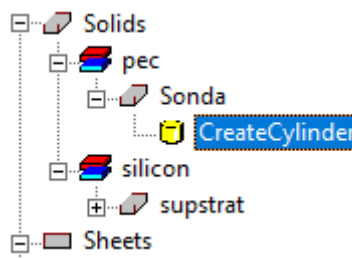 Solids
pec
Sonda
CreateCylinder
silicon
supstrat
Sheets